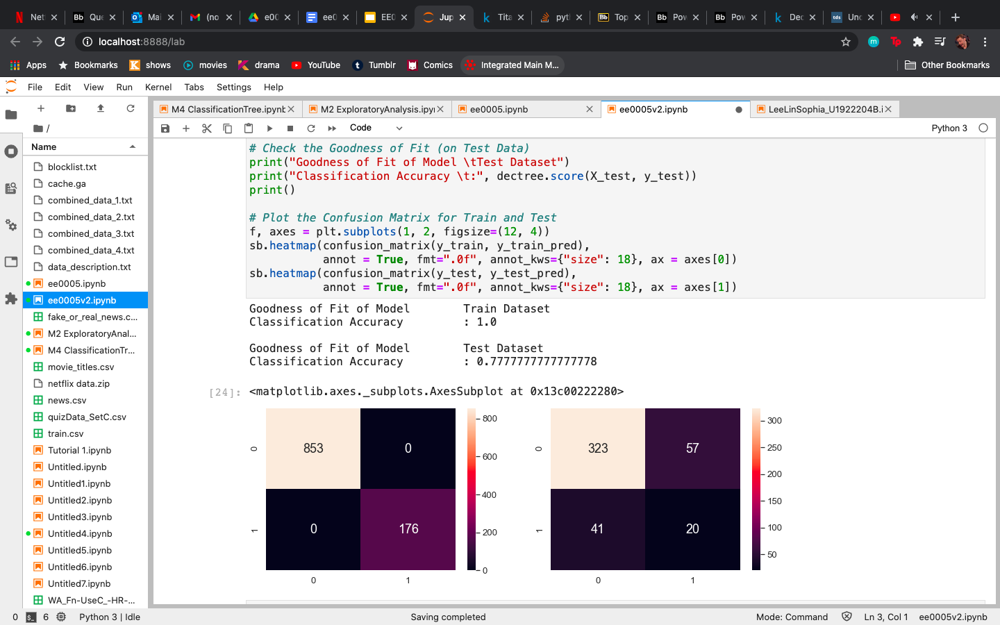 Net
Bb Que
Mai
M (no
e00
ee0
EE0
Jup
k Tita
pyth
Bb Top
Bb Pow
Bb Pow
k Dec
tds Unc
localhost:8888/lab
Apps
Bookmarks
shows
movies
drama
YouTube
Tumblr
Comics
Integrated Main M...
Other Bookmarks
File Edit View Run Kernel Tabs Settings Help
M4 ClassificationTree.ipynb
M2 ExploratoryAnalysis.ipyn
ee0005.ipynb
ee0005v2.ipynb
LeeLinSophia_U1922204B.i
Code
Python 3
/
Name
blocklist.txt
cache.ga
combined_data_1.txt
combined_data_2.txt
combined_data_3.txt
combined_data_4.txt
data_description.txt
ee0005.ipynb
ee0005v2.ipynb
fake_or_real_news.c...
M2 ExploratoryAnal...
M4 ClassificationTr...
movie_titles.csv
netflix data.zip
news.csv
quizData_SetC.csv
train.csv
Tutorial 1.ipynb
Untitled.ipynb
Untitled1.ipynb
Untitled2.ipynb
Untitled3.ipynb
Untitled4.ipynb
Untitled5.ipynb
Untitled6.ipynb
Untitled7.ipynb
WA_Fn-UseC_-HR-...
# Check the Goodness of Fit (on Test Data)
print("Goodness of Fit of Model \tTest Dataset")
print("Classification Accuracy \t:", dectree.score(X_test, y_test))
print()
# Plot the Confusion Matrix for Train and Test
f, axes = plt.subplots(1, 2, figsize=(12, 4))
sb.heatmap(confusion_matrix(y_train, y_train_pred),
annot = True, fmt=".0f", annot_kws={"size": 18}, ax = axes[0])
sb.heatmap(confusion_matrix(y_test, y_test_pred),
annot = True, fmt=".0f", annot_kws={"size": 18}, ax = axes[1])
Goodness of Fit of Model Train Dataset
Classification Accuracy : 1.0
Goodness of Fit of Model Test Dataset
Classification Accuracy : 0.7777777777777778
[24]: <matplotlib.axes._subplots.AxesSubplot at 0x13c00222280>
0 853 0
1 0 176
0 1
800
600
400
200
0
0 323 57
1 41 20
0 1
300
250
200
150
100
50
0 $_ 6 Python 3 | Idle
Saving completed
Mode: Command Ln 3, Col 1 ee0005v2.ipynb